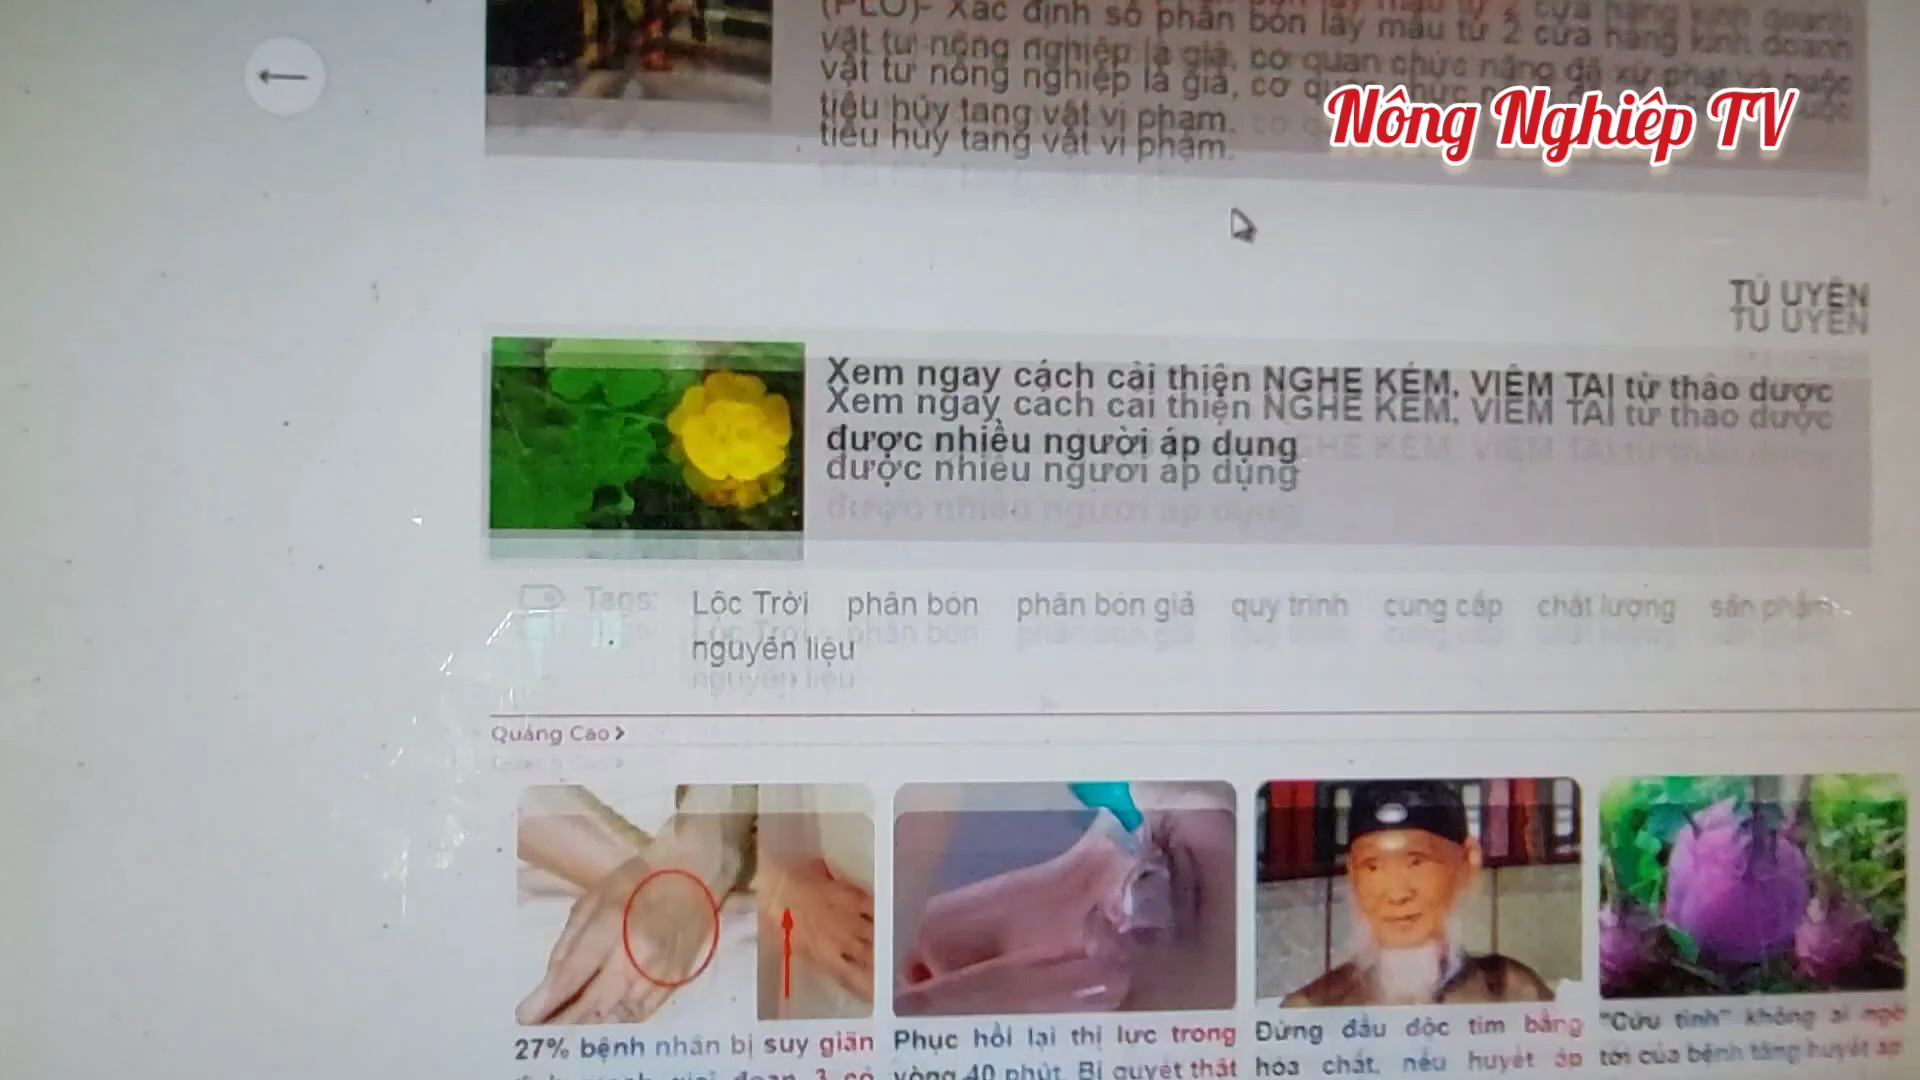 (PLO)- Xác định số phân bón lấy mẫu từ 2 cửa hàng kinh doanh
vật tư nông nghiệp là giả, cơ quan chức năng đã xử phạt và buộc
tiêu hủy tang vật vi phạm.
Nông Nghiệp TV
TÚ UYÊN
Xem ngay cách cải thiện NGHE KÉM, VIÊM TAI từ thảo dược
được nhiều người áp dụng
Tags: Lộc Trời phân bón phân bón giả quy trình cung cấp chất lượng sản phẩm
nguyên liệu
Quảng Cáo >
27% bệnh nhân bị suy giãn
Phục hồi lại thị lực trong
vòng 40 phút. Bí quyết thật
Đừng đầu độc tim bằng
hóa chất, nếu huyết áp
"Cứu tinh" không ai ngờ
tới của bệnh tăng huyết áp